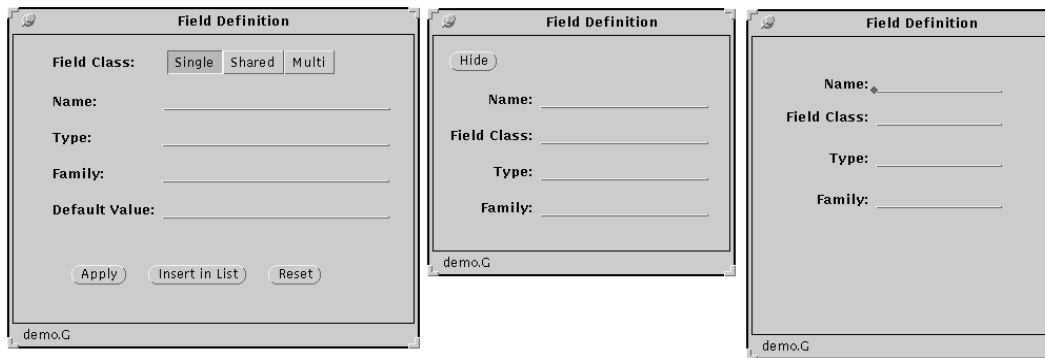 Field Definition
Field Class: Single Shared Multi
Name:
Type:
Family:
Default Value:
Apply Insert in List Reset
demo.G
Field Definition
Hide
Name:
Field Class:
Type:
Family:
demo.G
Field Definition
Name:
Field Class:
Type:
Family:
demo.G